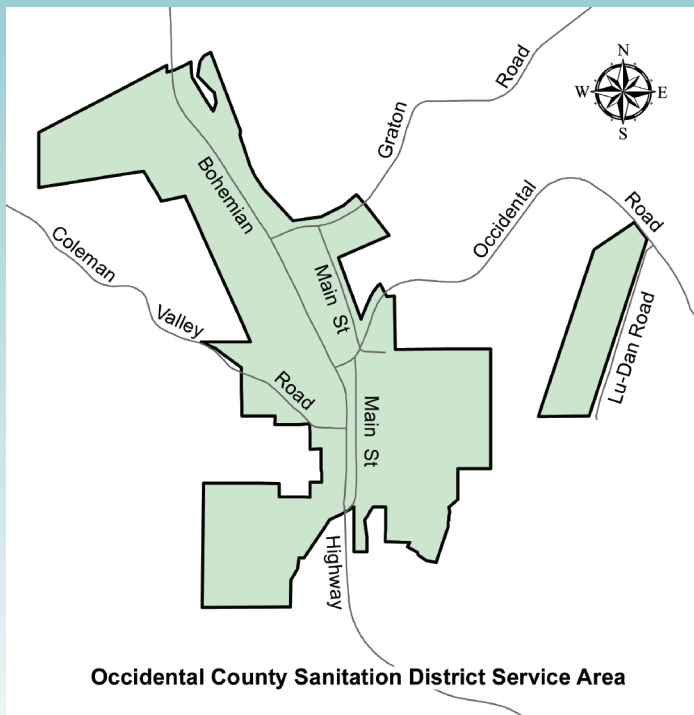 N
W E
S
Graton Road
Bohemian
Occidental Road
Coleman
Main St
Valley
Lu-Dan Road
Road
Main St
Highway
Occidental County Sanitation District Service Area